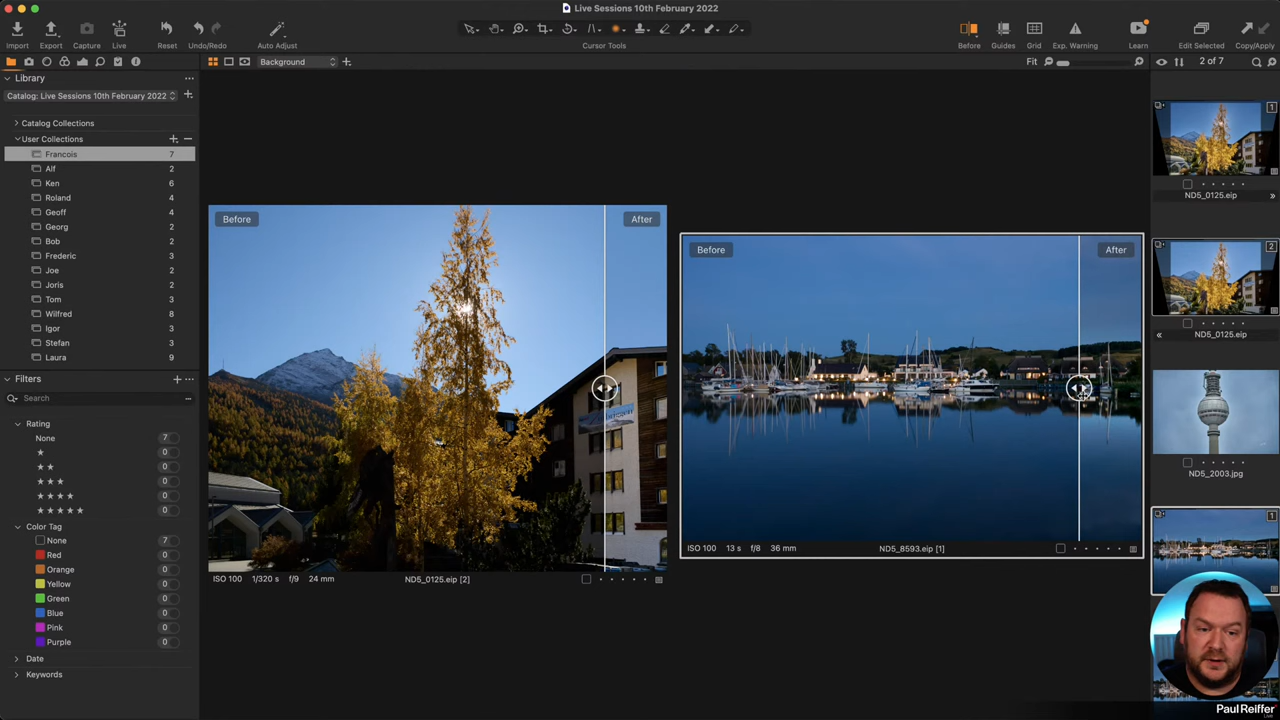 Live Sessions 10th February 2022
Import
Export
Capture
Live
Reset
Undo/Redo
Auto Adjust
Cursor Tools
Before
Guides
Grid
Exp. Warning
Learn
Edit Selected
Copy/Apply
Background
Fit
2 of 7
Library
Catalog: Live Sessions 10th February 2022
Catalog Collections
User Collections
Francois 7
Alf 2
Ken 6
Roland 4
Geoff 4
Georg 2
Bob 2
Frederic 2
Joe 2
Joris 2
Tom 3
Wilfred 8
Igor 3
Stefan 3
Laura 9
Filters
Search
Rating
None 7
0
0
0
0
0
Color Tag
None 7
Red 0
Orange 0
Yellow 0
Green 0
Blue 0
Pink 0
Purple 0
Date
Keywords
Before
After
ISO 100 1/320 s f/9 24 mm
ND5_0125.eip [2]
Before
After
ISO 100 13 s f/8 36 mm
ND5_8593.eip [1]
1
ND5_0125.eip
2
ND5_0125.eip
ND5_2003.jpg
1
Paul Reiffer
Live